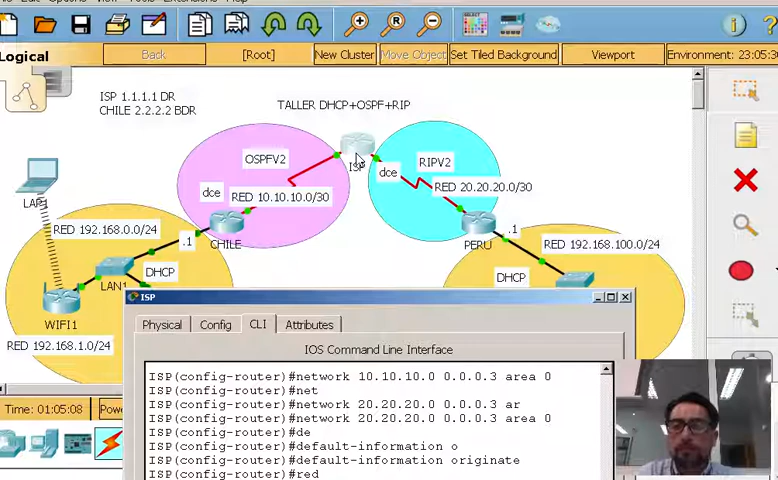 Logical
Back
[Root]
New Cluster
Move Object
Set Tiled Background
Viewport
Environment: 23:05:3
ISP 1.1.1.1 DR
CHILE 2.2.2.2 BDR
TALLER DHCP+OSPF+RIP
OSPFV2
ISP
dce
RIPV2
RED 20.20.20.0/30
LAP1
dce
RED 10.10.10.0/30
RED 192.168.0.0/24
.1
CHILE
PERU
.1
RED 192.168.100.0/24
DHCP
LAN1
DHCP
WIFI1
RED 192.168.1.0/24
ISP
Physical
Config
CLI
Attributes
IOS Command Line Interface
ISP(config-router)#network 10.10.10.0 0.0.0.3 area 0
ISP(config-router)#net
ISP(config-router)#network 20.20.20.0 0.0.0.3 ar
ISP(config-router)#network 20.20.20.0 0.0.0.3 area 0
ISP(config-router)#de
ISP(config-router)#default-information o
ISP(config-router)#default-information originate
ISP(config-router)#red
Time: 01:05:08
Powe